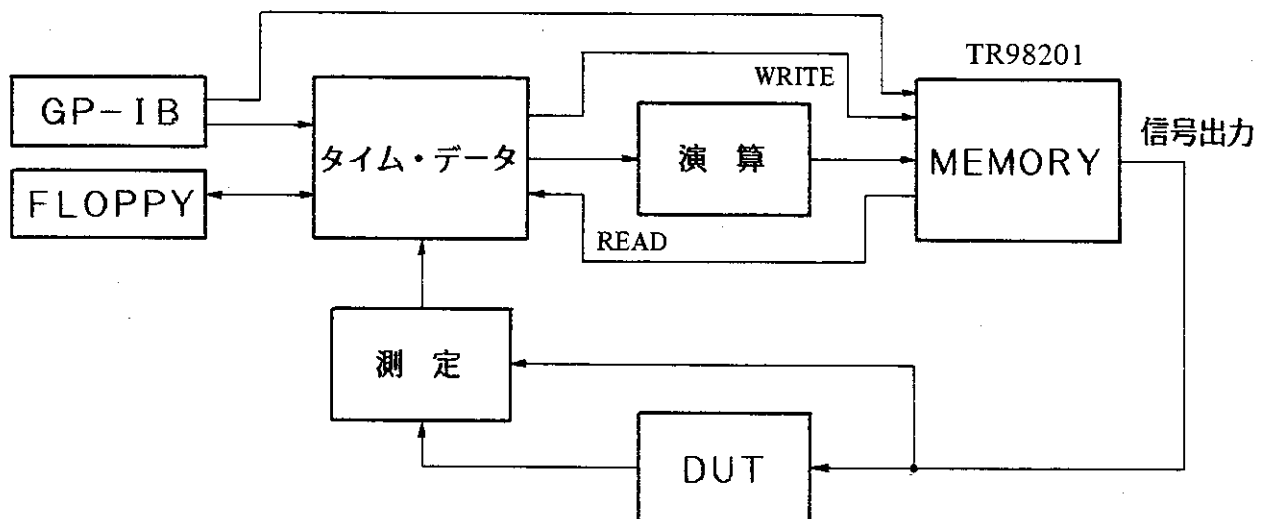 TR98201
WRITE
GP-IB
タイム・データ
演 算
MEMORY
信号出力
FLOPPY
READ
測 定
DUT